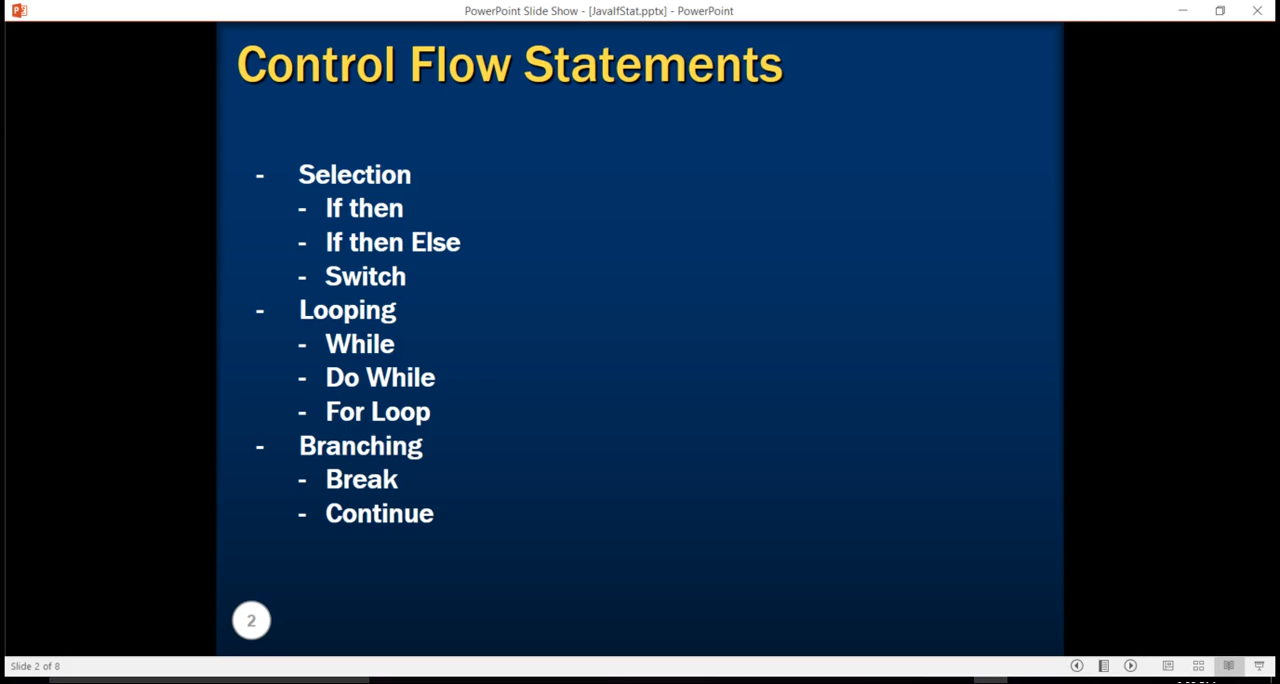 PowerPoint Slide Show - [JavaIfStat.pptx] - PowerPoint
Control Flow Statements
- Selection
- If then
- If then Else
- Switch
- Looping
- While
- Do While
- For Loop
- Branching
- Break
- Continue
2
Slide 2 of 8